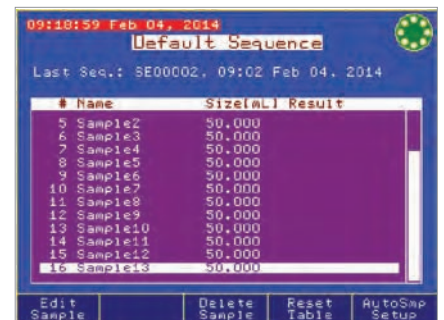 09:18:59 Feb 04, 2014
Default Sequence
Last Seq.: SE00002, 09:02 Feb 04, 2014
# Name Size[mL] Result
5 Sample2 50.000
6 Sample3 50.000
7 Sample4 50.000
8 Sample5 50.000
9 Sample6 50.000
10 Sample7 50.000
11 Sample8 50.000
12 Sample9 50.000
13 Sample10 50.000
14 Sample11 50.000
15 Sample12 50.000
16 Sample13 50.000
Edit Delete Reset AutoSmp
Sample Sample Table Setup